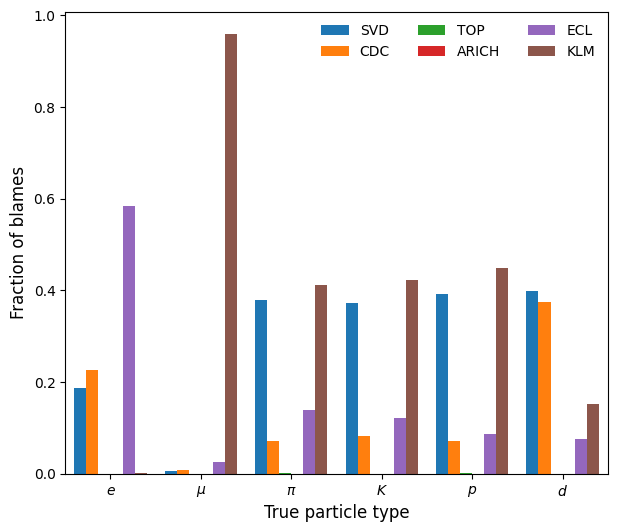 1.0
0.8
0.6
0.4
0.2
0.0
Fraction of blames
SVD TOP ECL
CDC ARICH KLM
e μ π K p d
True particle type